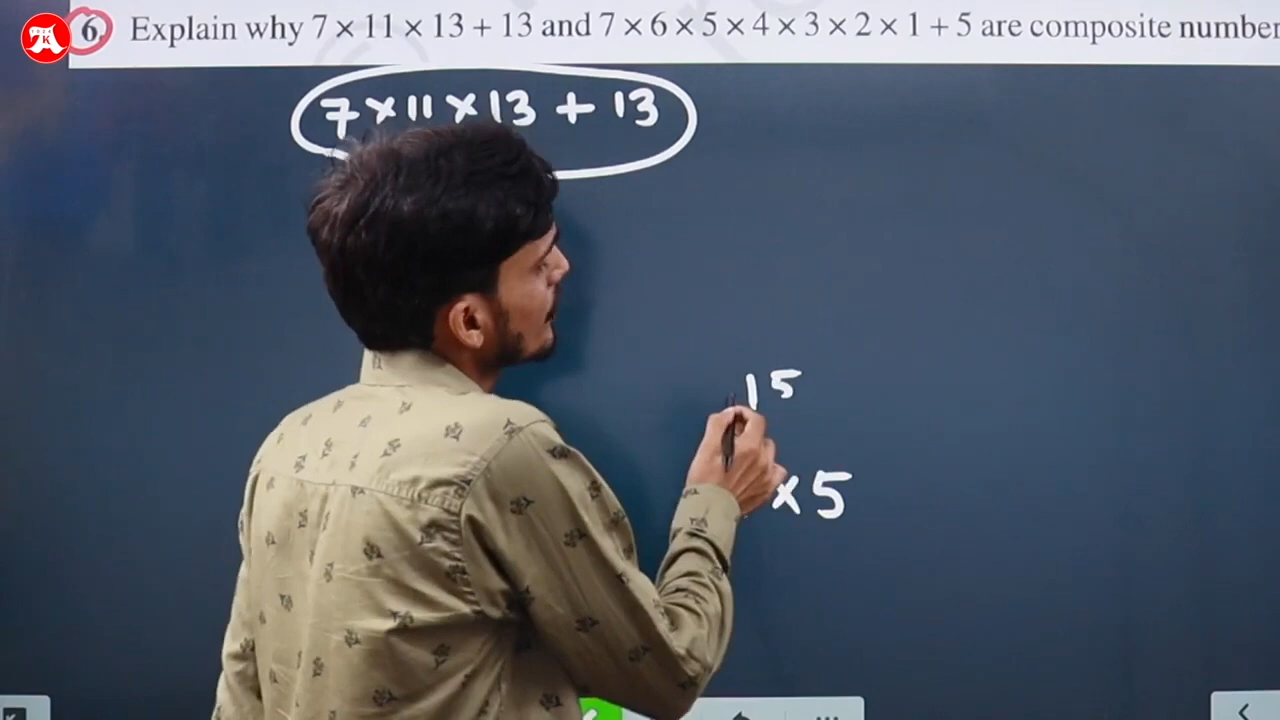 6. Explain why 7 × 11 × 13 + 13 and 7 × 6 × 5 × 4 × 3 × 2 × 1 + 5 are composite number
7 × 11 × 13 + 13
15
× 5